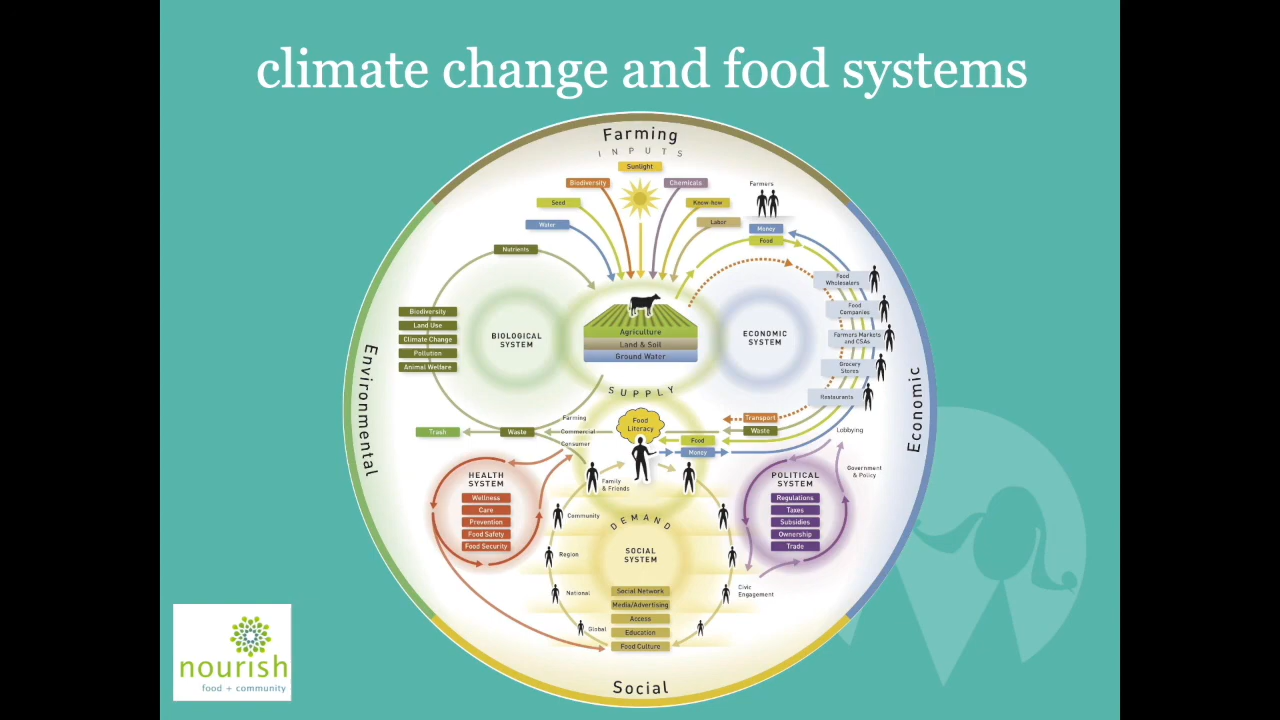 climate change and food systems
Farming
INPUTS
Sunlight
Biodiversity
Chemicals
Farmers
Seed
Know-how
Water
Labor
Money
Food
Nutrients
Food
Wholesalers
Biodiversity
Land Use
Climate Change
Pollution
Animal Welfare
BIOLOGICAL
SYSTEM
Agriculture
Land & Soil
Ground Water
ECONOMIC
SYSTEM
Food
Companies
Farmers Markets
and CSAs
Grocery
Stores
Restaurants
Environmental
Economic
SUPPLY
Food
Literacy
Farming
Commercial
Consumer
Trash
Waste
Transport
Waste
Food
Money
Lobbying
Government
& Policy
HEALTH
SYSTEM
Wellness
Care
Prevention
Food Safety
Food Security
Family
& Friends
Community
Region
National
Global
DEMAND
SOCIAL
SYSTEM
Social Network
Media/Advertising
Access
Education
Food Culture
POLITICAL
SYSTEM
Regulations
Taxes
Subsidies
Ownership
Trade
Civic
Engagement
Social
nourish
food + community